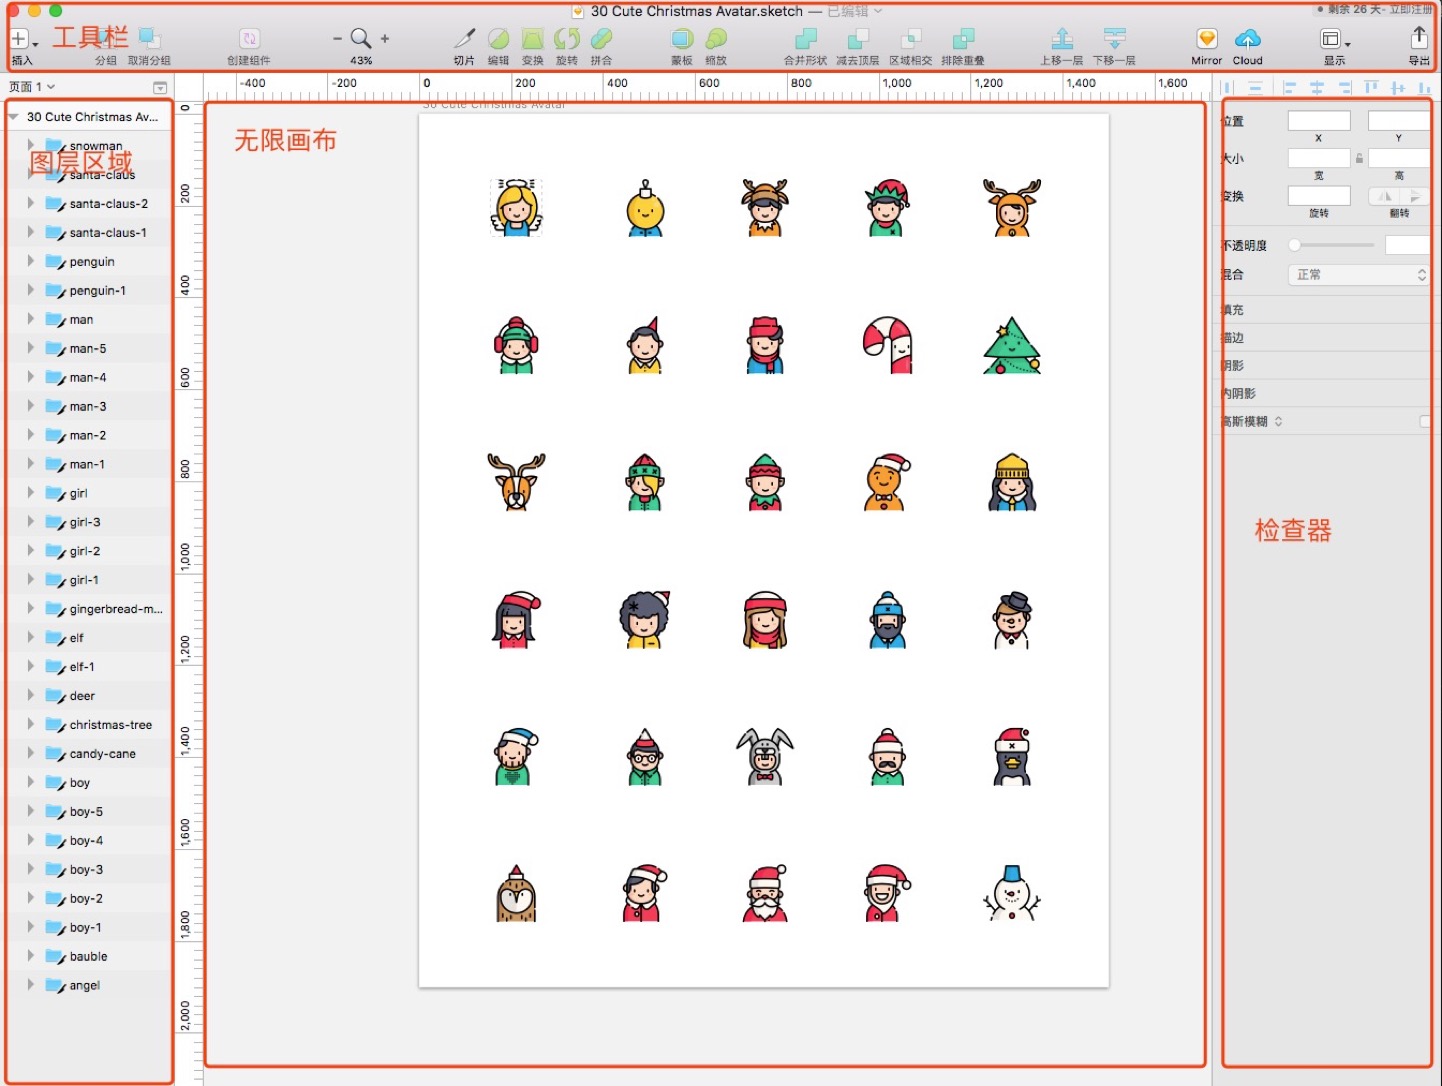 30 Cute Christmas Avatar.sketch — 已编辑
剩余 26 天- 立即注册
工具栏
43%
插入
分组
取消分组
创建组件
切片
编辑
变换
旋转
拼合
蒙板
缩放
合并形状
减去顶层
区域相交
排除重叠
上移一层
下移一层
Mirror
Cloud
显示
导出
页面 1
-400
-200
0
200
400
600
800
1,000
1,200
1,400
1,600
30 Cute Christmas Av...
snowman
图层区域
santa-claus
santa-claus-2
santa-claus-1
penguin
penguin-1
man
man-5
man-4
man-3
man-2
man-1
girl
girl-3
girl-2
girl-1
gingerbread-m...
elf
elf-1
deer
christmas-tree
candy-cane
boy
boy-5
boy-4
boy-3
boy-2
boy-1
bauble
angel
0
200
400
600
800
1,000
1,200
1,400
1,600
1,800
2,000
30 Cute Christmas Avatar
无限画布
位置
X
Y
大小
宽
高
变换
旋转
翻转
不透明度
混合
正常
填充
描边
阴影
内阴影
高斯模糊
检查器